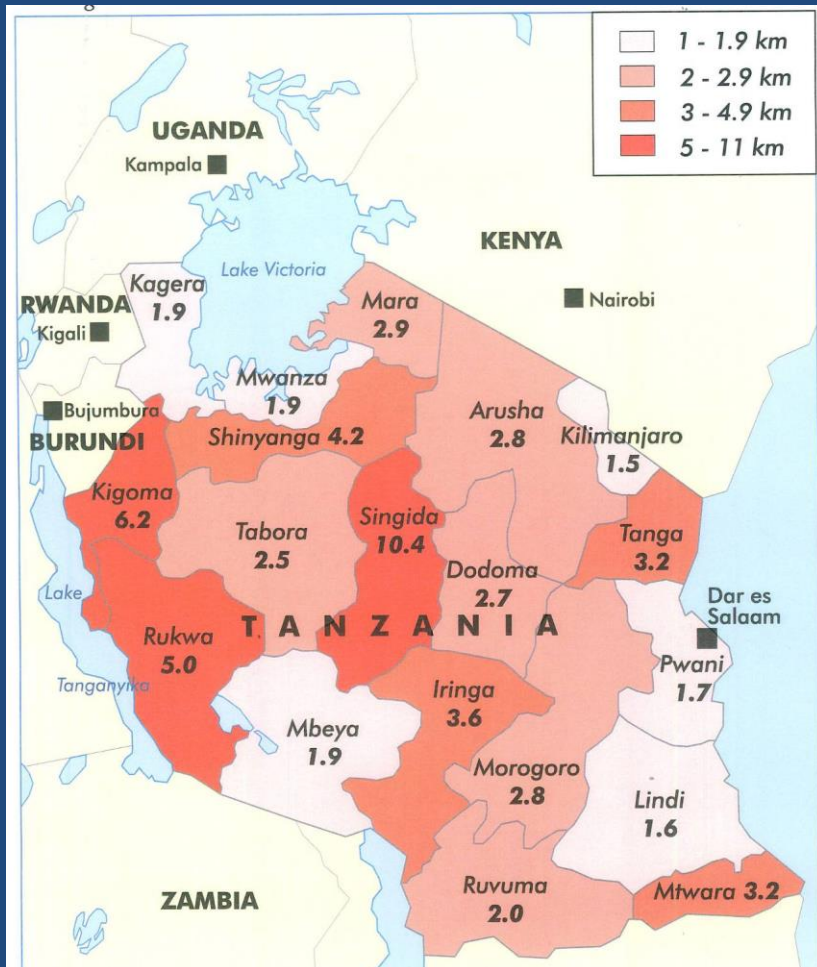 1 - 1.9 km
2 - 2.9 km
3 - 4.9 km
5 - 11 km
UGANDA
Kampala
KENYA
Lake Victoria
Kagera
1.9
Mara
2.9
Nairobi
RWANDA
Kigali
Mwanza
1.9
Arusha
2.8
Bujumbura
BURUNDI
Shinyanga 4.2
Kilimanjaro
1.5
Kigoma
6.2
Singida
10.4
Tabora
2.5
Tanga
3.2
Dodoma
2.7
Dar es
Salaam
Lake
Tanganyika
Rukwa
5.0
TANZANIA
Pwani
1.7
Iringa
3.6
Mbeya
1.9
Morogoro
2.8
Lindi
1.6
ZAMBIA
Ruvuma
2.0
Mtwara 3.2